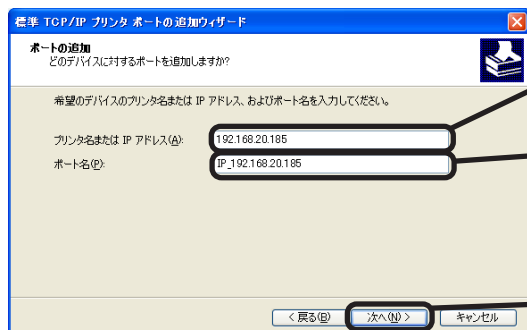 標準 TCP/IP プリンタ ポートの追加ウィザード
ポートの追加
どのデバイスに対するポートを追加しますか?
希望のデバイスのプリンタ名または IP アドレス、およびポート名を入力してください。
プリンタ名または IP アドレス(A): 192.168.20.185
ポート名(P): IP_192.168.20.185
< 戻る(B) 次へ(N) > キャンセル